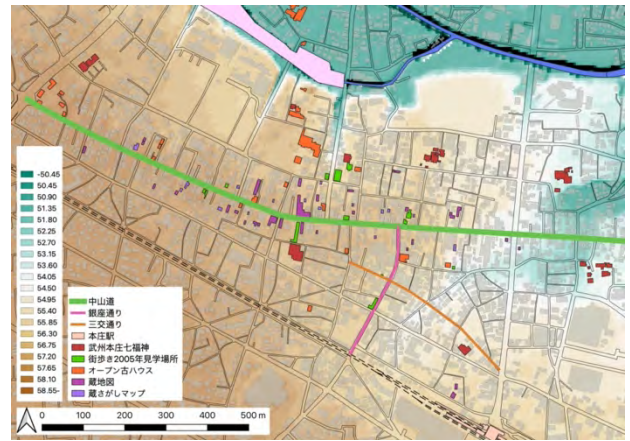 -50.45
50.45
50.90
51.35
51.80
52.25
52.70
53.15
53.60
54.05
54.50
54.95
55.40
55.85
56.30
56.75
57.20
57.65
58.10
58.55-
中山道
銀座通り
三交通り
本庄駅
武州本庄七福神
街歩き2005年見学場所
オープン古ハウス
蔵地図
蔵さがしマップ
0 100 200 300 400 500 m